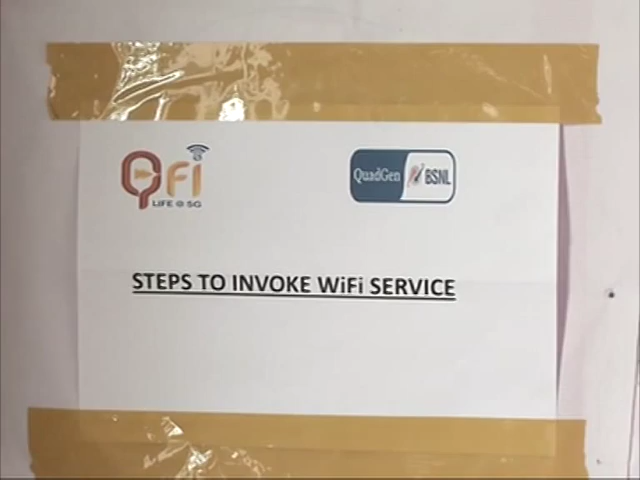 QFi
LIFE @ 5G
QuadGen BSNL
STEPS TO INVOKE WiFi SERVICE